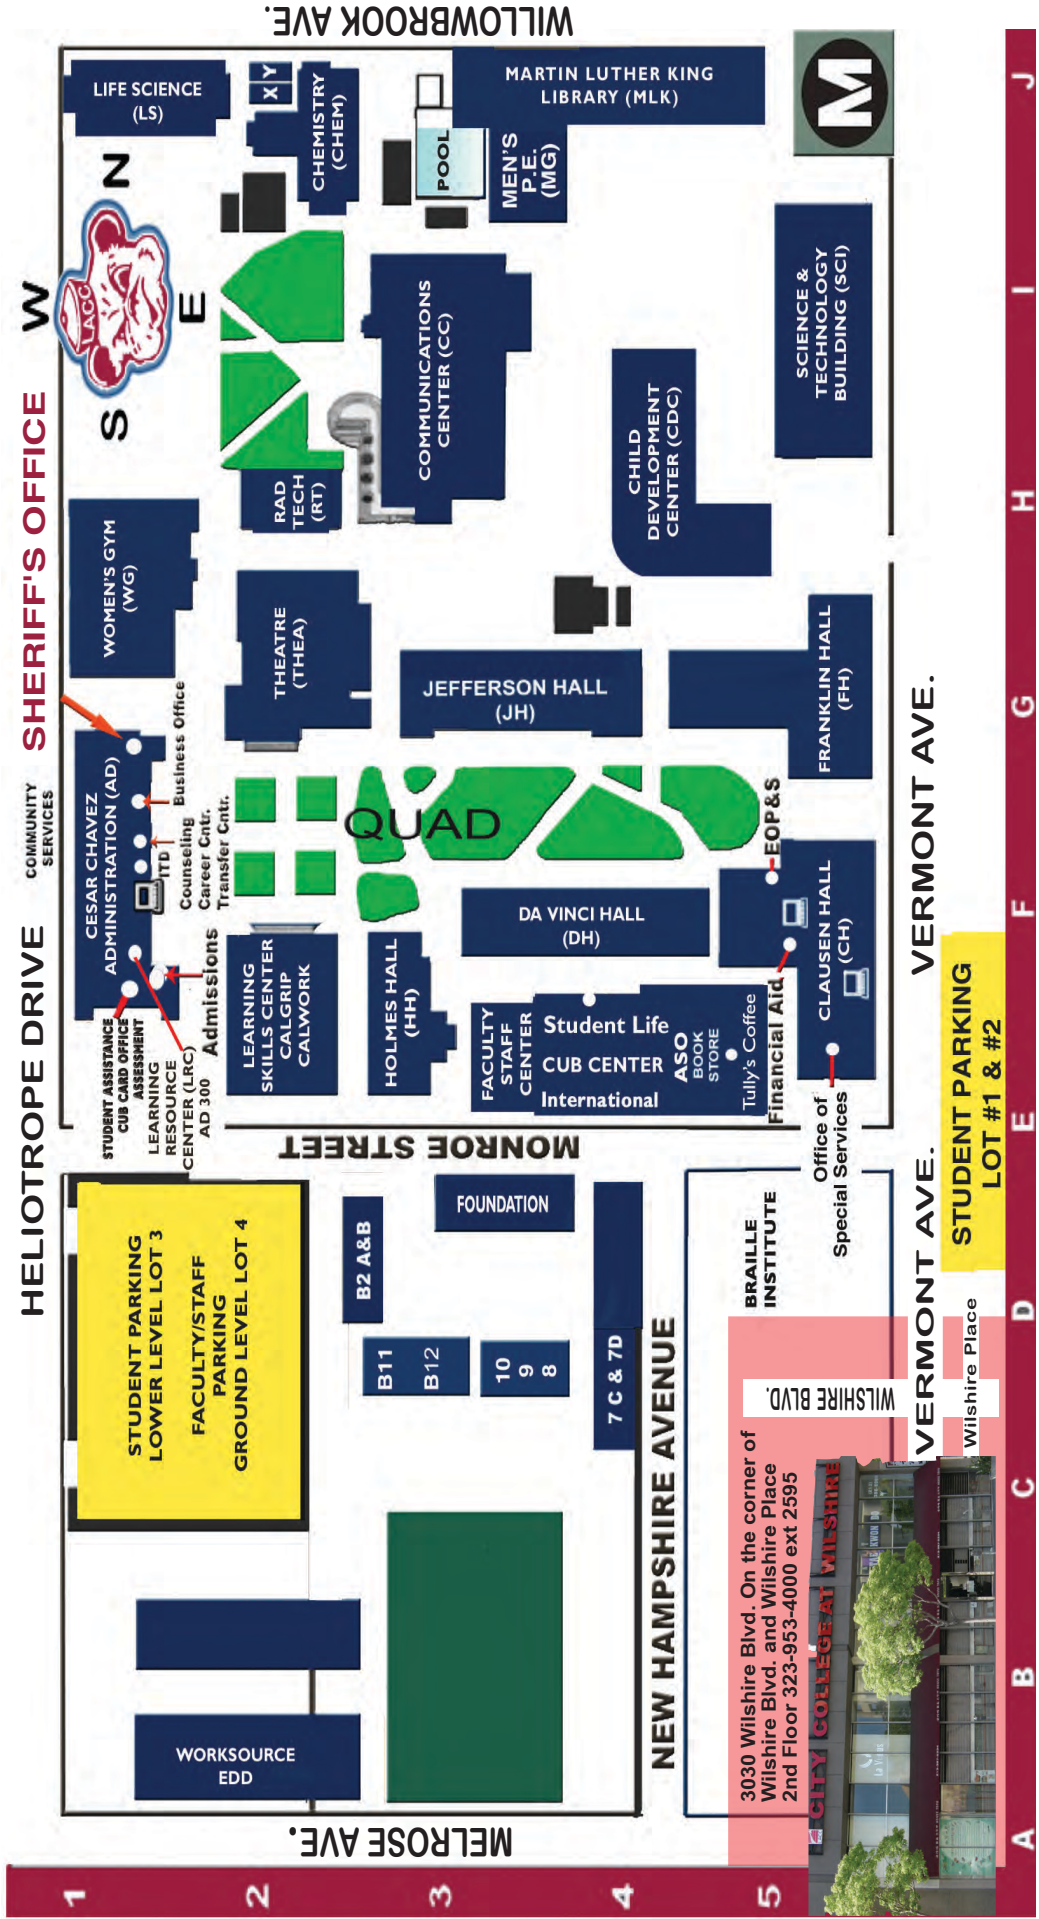 HELIOTROPE DRIVE
COMMUNITY
SERVICES
SHERIFF'S OFFICE
W
N
S
E
LACC
WORKSOURCE
EDD
STUDENT PARKING
LOWER LEVEL LOT 3
FACULTY/STAFF
PARKING
GROUND LEVEL LOT 4
STUDENT ASSISTANCE
CUB CARD OFFICE
ASSESSMENT
LEARNING
RESOURCE
CENTER (LRC)
AD 300
Admissions
CESAR CHAVEZ
ADMINISTRATION (AD)
ITD
Counseling
Career Cntr.
Transfer Cntr.
Business Office
WOMEN'S GYM
(WG)
LIFE SCIENCE
(LS)
X
Y
CHEMISTRY
(CHEM)
WILLOWBROOK AVE.
LEARNING
SKILLS CENTER
CALGRIP
CALWORK
THEATRE
(THEA)
RAD
TECH
(RT)
HOLMES HALL
(HH)
QUAD
JEFFERSON HALL
(JH)
COMMUNICATIONS
CENTER (CC)
POOL
MEN'S
P.E.
(MG)
MARTIN LUTHER KING
LIBRARY (MLK)
M
MONROE STREET
B2 A&B
B11
B12
10
9
8
FOUNDATION
7 C & 7D
FACULTY
STAFF
CENTER
Student Life
CUB CENTER
International
ASO
BOOK
STORE
Tully's Coffee
DA VINCI HALL
(DH)
EOP&S
Financial Aid
CLAUSEN HALL
(CH)
Office of
Special Services
FRANKLIN HALL
(FH)
CHILD
DEVELOPMENT
CENTER (CDC)
SCIENCE &
TECHNOLOGY
BUILDING (SCI)
MELROSE AVE.
NEW HAMPSHIRE AVENUE
BRAILLE
INSTITUTE
3030 Wilshire Blvd. On the corner of
Wilshire Blvd. and Wilshire Place
2nd Floor 323-953-4000 ext 2595
WILSHIRE BLVD.
CITY COLLEGE AT WILSHIRE
VERMONT AVE.
VERMONT AVE.
Wilshire Place
STUDENT PARKING
LOT #1 & #2
1
2
3
4
5
A
B
C
D
E
F
G
H
I
J